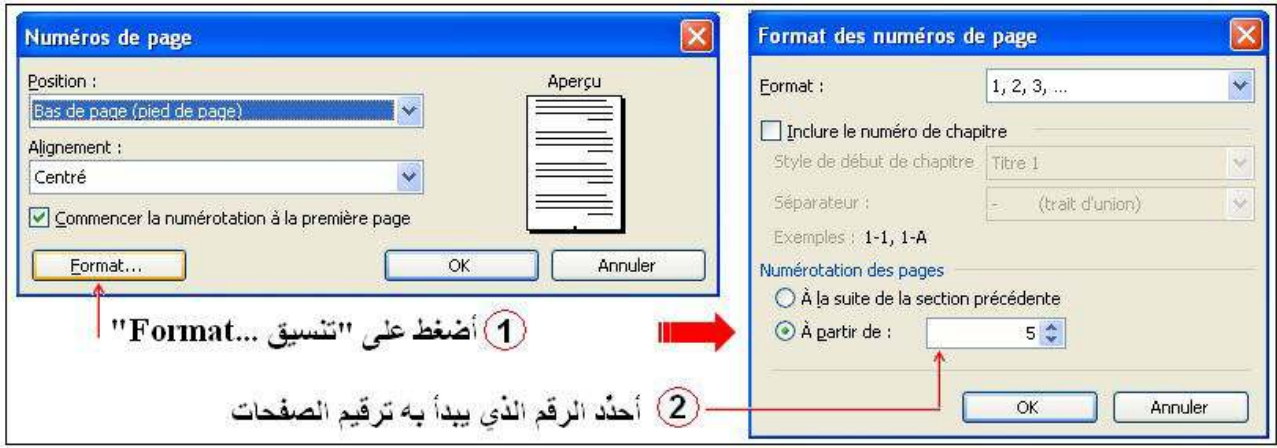 Numéros de page
Position :
Bas de page (pied de page)
Alignement :
Centré
Commencer la numérotation à la première page
Aperçu
Format...
OK
Annuler
Format des numéros de page
Format :
1, 2, 3, ...
Inclure le numéro de chapitre
Style de début de chapitre
Titre 1
Séparateur :
- (trait d'union)
Exemples : 1-1, 1-A
Numérotation des pages
À la suite de la section précédente
À partir de :
5
OK
Annuler
1 أضغط على "تنسيق ...Format"
2 أحدّد الرقم الذي يبدأ به ترقيم الصفحات